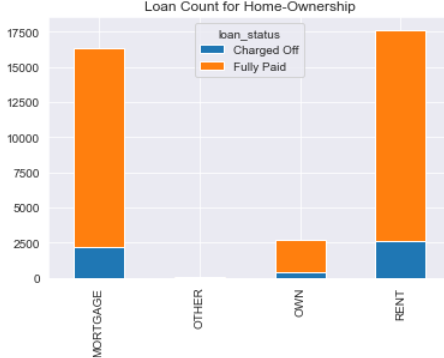 Loan Count for Home-Ownership
loan_status
Charged Off
Fully Paid
17500
15000
12500
10000
7500
5000
2500
0
MORTGAGE
OTHER
OWN
RENT